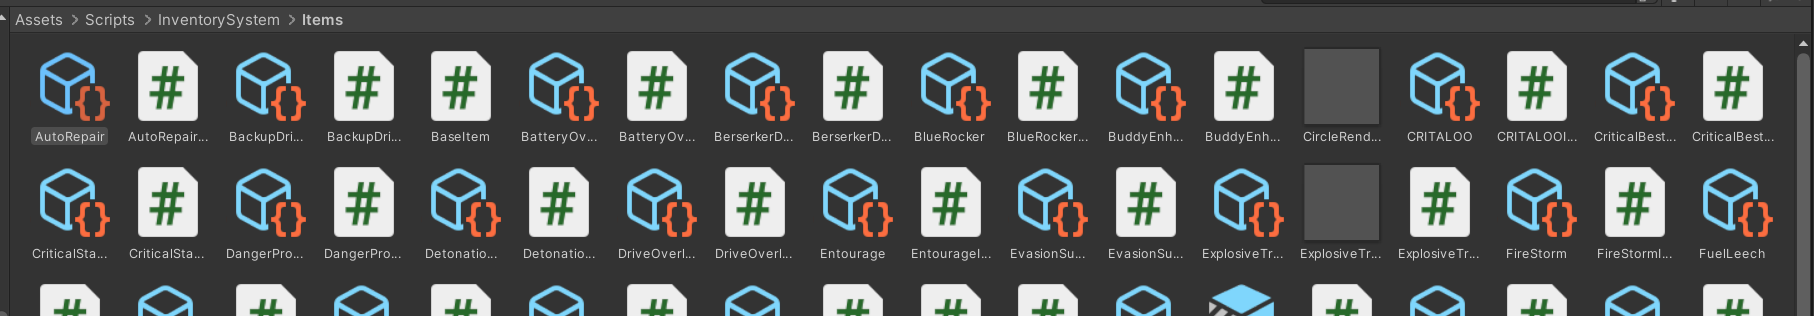 Assets > Scripts > InventorySystem > Items
AutoRepair AutoRepair... BackupDri... BackupDri... BaseItem BatteryOv... BatteryOv... BerserkerD... BerserkerD... BlueRocker BlueRocker... BuddyEnh... BuddyEnh... CircleRend... CRITALOO CRITALOOI... CriticalBest... CriticalBest...
CriticalSta... CriticalSta... DangerPro... DangerPro... Detonatio... Detonatio... DriveOverl... DriveOverl... Entourage EntourageI... EvasionSu... EvasionSu... ExplosiveTr... ExplosiveTr... ExplosiveTr... FireStorm FireStormI... FuelLeech